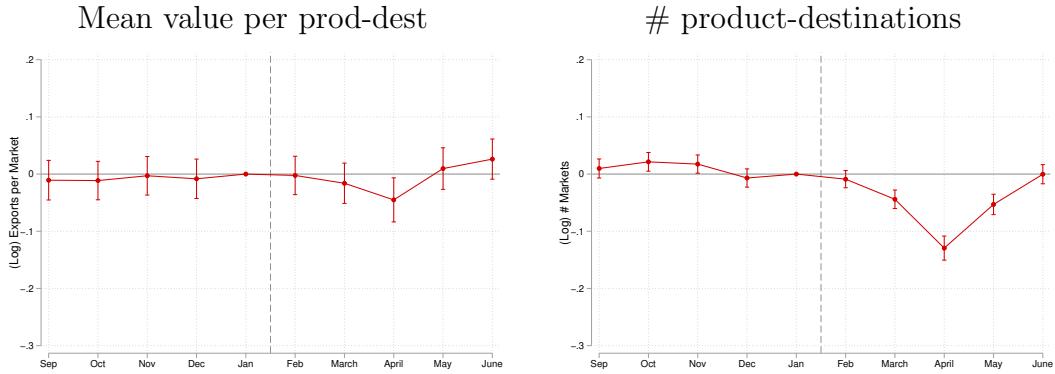 Mean value per prod-dest
(Log) Exports per Market
.2
.1
0
-.1
-.2
-.3
Sep Oct Nov Dec Jan Feb March April May June
# product-destinations
(Log) # Markets
.2
.1
0
-.1
-.2
-.3
Sep Oct Nov Dec Jan Feb March April May June